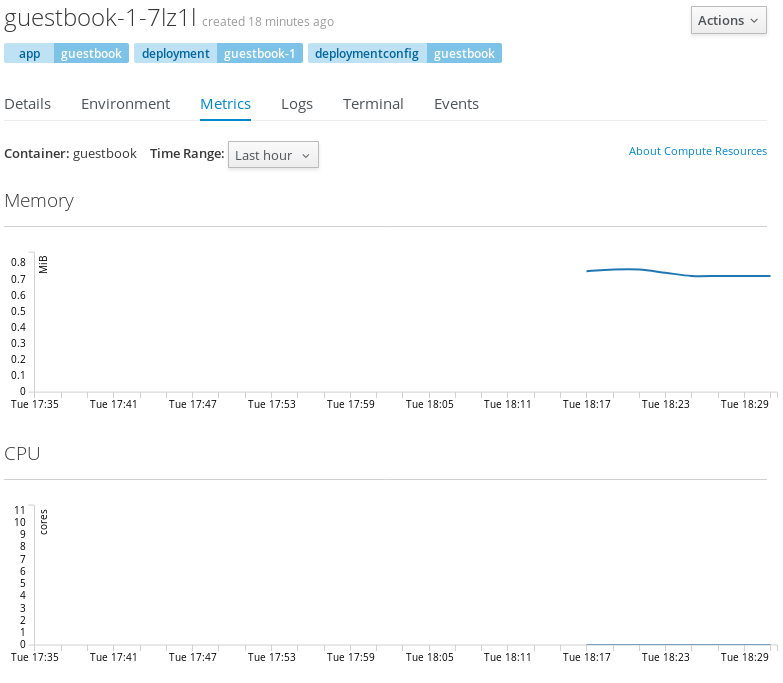 guestbook-1-7lz1l created 18 minutes ago Actions
app guestbook deployment guestbook-1 deploymentconfig guestbook
Details Environment Metrics Logs Terminal Events
Container: guestbook Time Range: Last hour About Compute Resources
Memory
MiB
0.8
0.7
0.6
0.5
0.4
0.3
0.2
0.1
0
Tue 17:35 Tue 17:41 Tue 17:47 Tue 17:53 Tue 17:59 Tue 18:05 Tue 18:11 Tue 18:17 Tue 18:23 Tue 18:29
CPU
cores
11
10
9
8
7
6
5
4
3
2
1
0
Tue 17:35 Tue 17:41 Tue 17:47 Tue 17:53 Tue 17:59 Tue 18:05 Tue 18:11 Tue 18:17 Tue 18:23 Tue 18:29